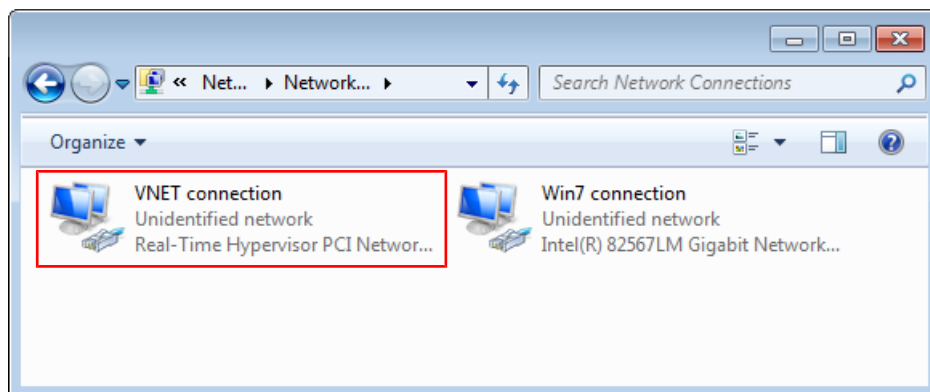 « Net... Network...
Search Network Connections
Organize
VNET connection
Unidentified network
Real-Time Hypervisor PCI Networ...
Win7 connection
Unidentified network
Intel(R) 82567LM Gigabit Network...